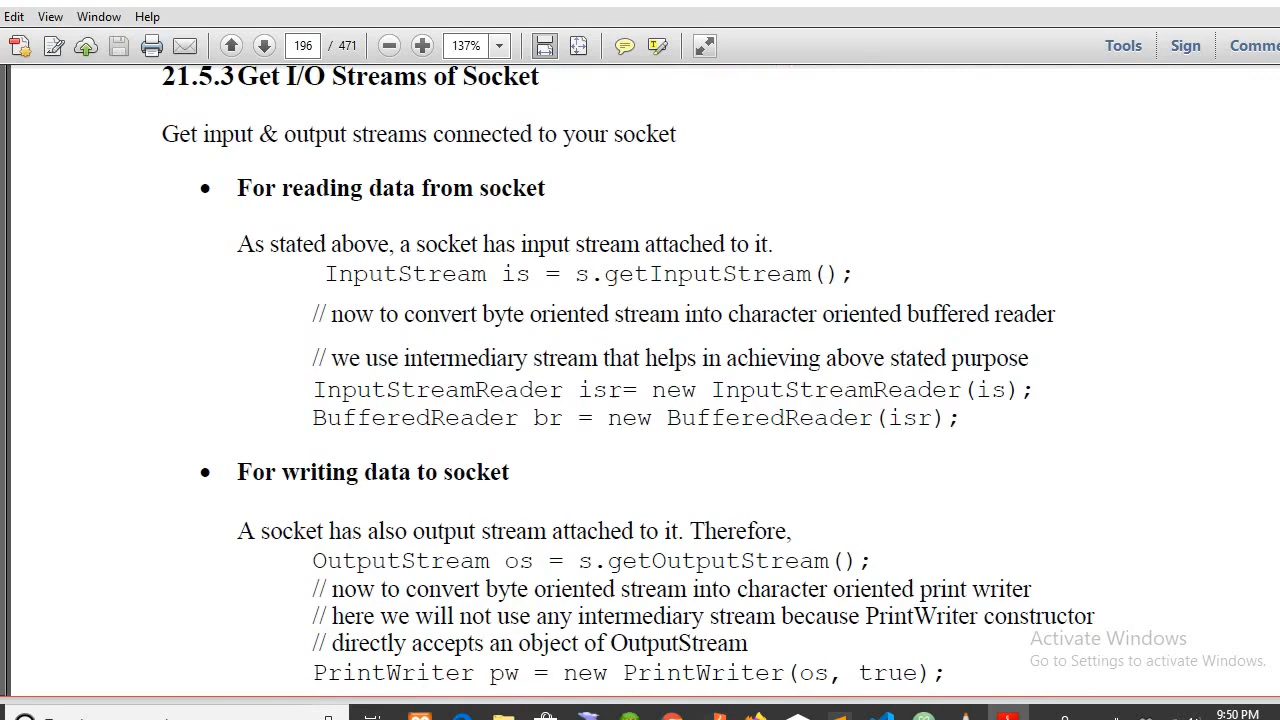 Edit View Window Help
196 / 471 137% Tools Sign
21.5.3Get I/O Streams of Socket
Get input & output streams connected to your socket
• For reading data from socket
As stated above, a socket has input stream attached to it.
InputStream is = s.getInputStream();
// now to convert byte oriented stream into character oriented buffered reader
// we use intermediary stream that helps in achieving above stated purpose
InputStreamReader isr= new InputStreamReader(is);
BufferedReader br = new BufferedReader(isr);
• For writing data to socket
A socket has also output stream attached to it. Therefore,
OutputStream os = s.getOutputStream();
// now to convert byte oriented stream into character oriented print writer
// here we will not use any intermediary stream because PrintWriter constructor
// directly accepts an object of OutputStream
PrintWriter pw = new PrintWriter(os, true);
Activate Windows
Go to Settings to activate Windows.
9:50 PM